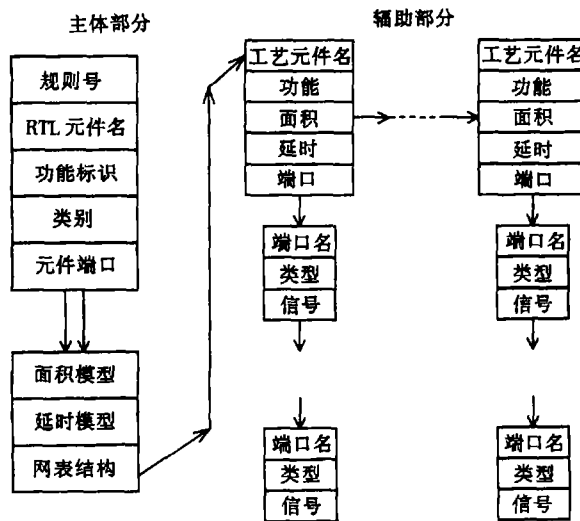 主体部分
规则号
RTL 元件名
功能标识
类别
元件端口
面积模型
延时模型
网表结构
辅助部分
工艺元件名
功能
面积
延时
端口
端口名
类型
信号
端口名
类型
信号
工艺元件名
功能
面积
延时
端口
端口名
类型
信号
端口名
类型
信号